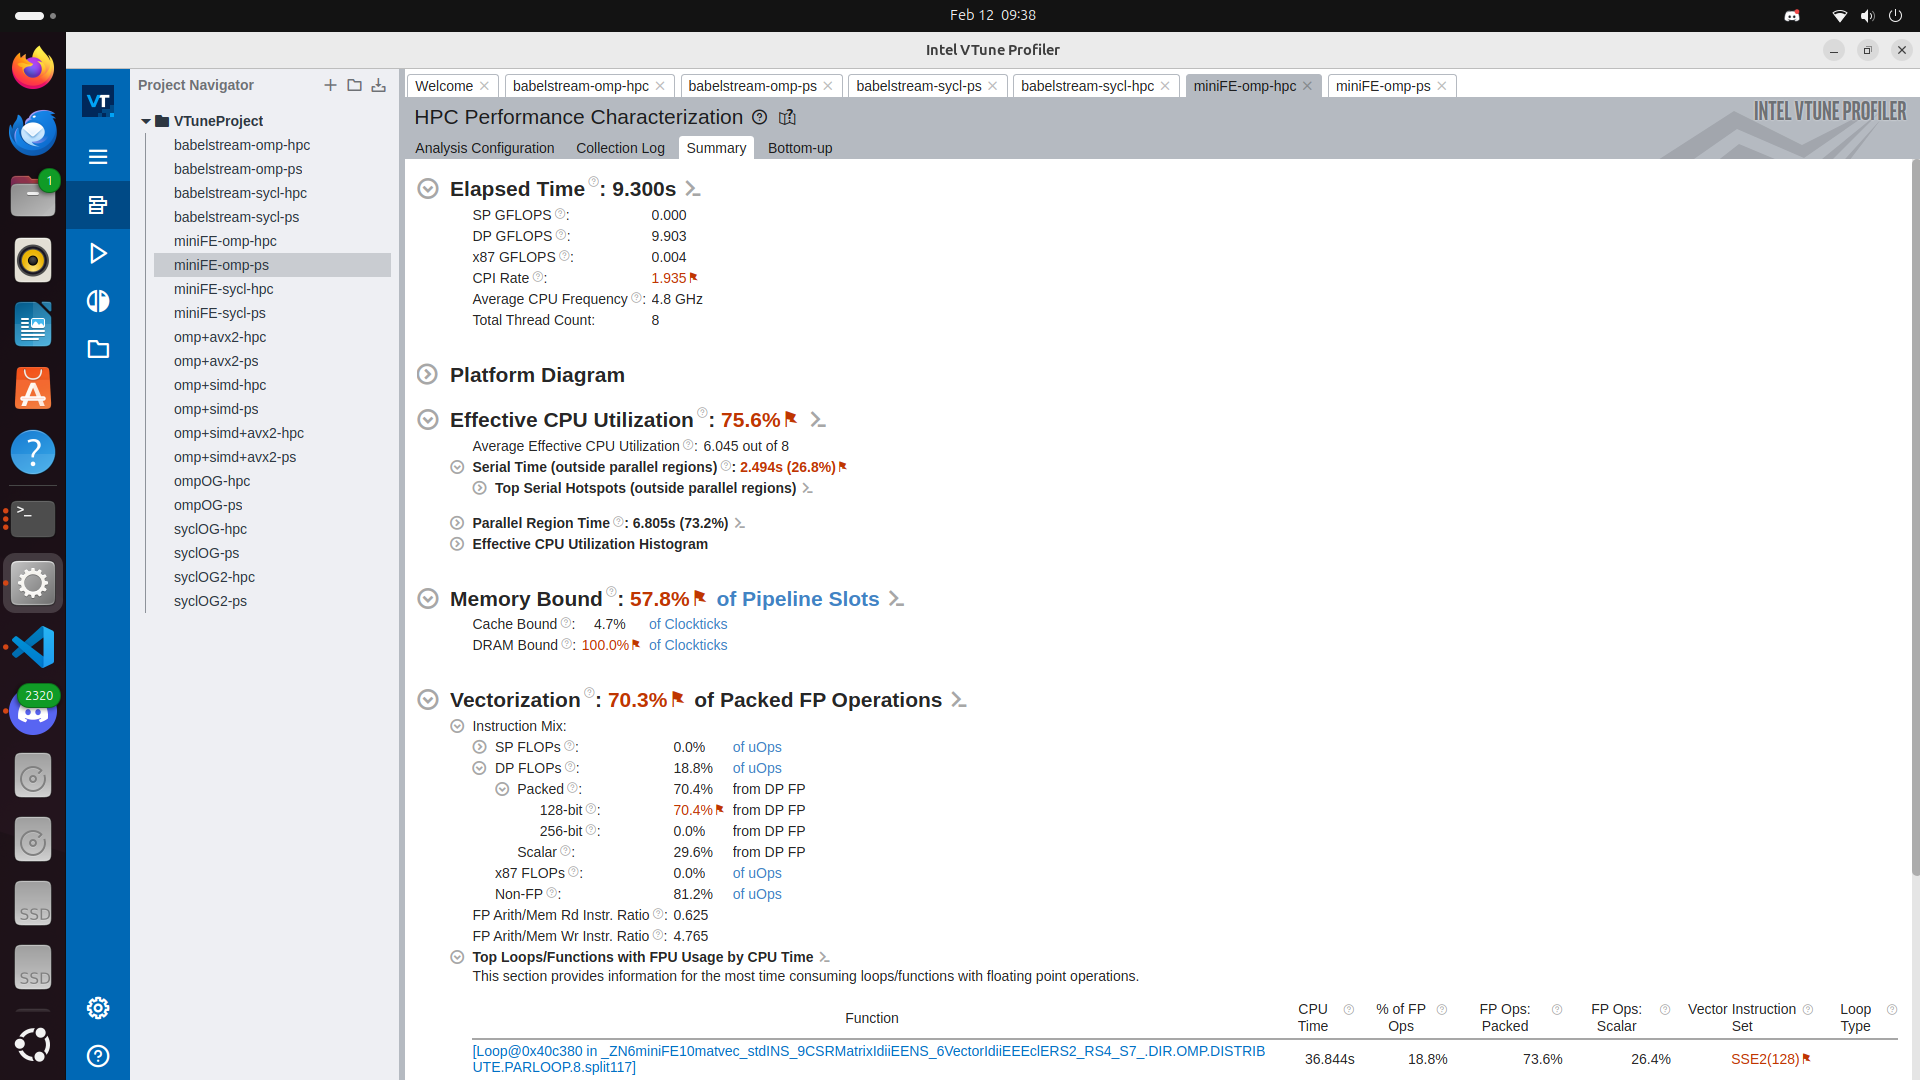 Feb 12 09:38
Intel VTune Profiler
1
2320
SSD
SSD
VT
Project Navigator
VTuneProject
babelstream-omp-hpc
babelstream-omp-ps
babelstream-sycl-hpc
babelstream-sycl-ps
miniFE-omp-hpc
miniFE-omp-ps
miniFE-sycl-hpc
miniFE-sycl-ps
omp+avx2-hpc
omp+avx2-ps
omp+simd-hpc
omp+simd-ps
omp+simd+avx2-hpc
omp+simd+avx2-ps
ompOG-hpc
ompOG-ps
syclOG-hpc
syclOG-ps
syclOG2-hpc
syclOG2-ps
Welcome babelstream-omp-hpc babelstream-omp-ps babelstream-sycl-ps babelstream-sycl-hpc miniFE-omp-hpc miniFE-omp-ps
HPC Performance Characterization
INTEL VTUNE PROFILER
Analysis Configuration Collection Log Summary Bottom-up
Elapsed Time: 9.300s
SP GFLOPS: 0.000
DP GFLOPS: 9.903
x87 GFLOPS: 0.004
CPI Rate: 1.935
Average CPU Frequency: 4.8 GHz
Total Thread Count: 8
Platform Diagram
Effective CPU Utilization: 75.6%
Average Effective CPU Utilization: 6.045 out of 8
Serial Time (outside parallel regions): 2.494s (26.8%)
Top Serial Hotspots (outside parallel regions)
Parallel Region Time: 6.805s (73.2%)
Effective CPU Utilization Histogram
Memory Bound: 57.8% of Pipeline Slots
Cache Bound: 4.7% of Clockticks
DRAM Bound: 100.0% of Clockticks
Vectorization: 70.3% of Packed FP Operations
Instruction Mix:
SP FLOPs: 0.0% of uOps
DP FLOPs: 18.8% of uOps
Packed: 70.4% from DP FP
128-bit: 70.4% from DP FP
256-bit: 0.0% from DP FP
Scalar: 29.6% from DP FP
x87 FLOPs: 0.0% of uOps
Non-FP: 81.2% of uOps
FP Arith/Mem Rd Instr. Ratio: 0.625
FP Arith/Mem Wr Instr. Ratio: 4.765
Top Loops/Functions with FPU Usage by CPU Time
This section provides information for the most time consuming loops/functions with floating point operations.
Function CPU Time % of FP Ops FP Ops: Packed FP Ops: Scalar Vector Instruction Set Loop Type
[Loop@0x40c380 in _ZN6miniFE10matvec_stdINS_9CSRMatrixIdiiEENS_6VectorIdiiEEEclERS2_RS4_S7_.DIR.OMP.DISTRIB
UTE.PARLOOP.8.split117]
36.844s 18.8% 73.6% 26.4% SSE2(128)